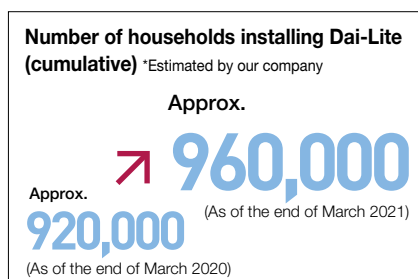 Number of households installing Dai-Lite
(cumulative) *Estimated by our company
Approx.
960,000
(As of the end of March 2021)
Approx.
920,000
(As of the end of March 2020)